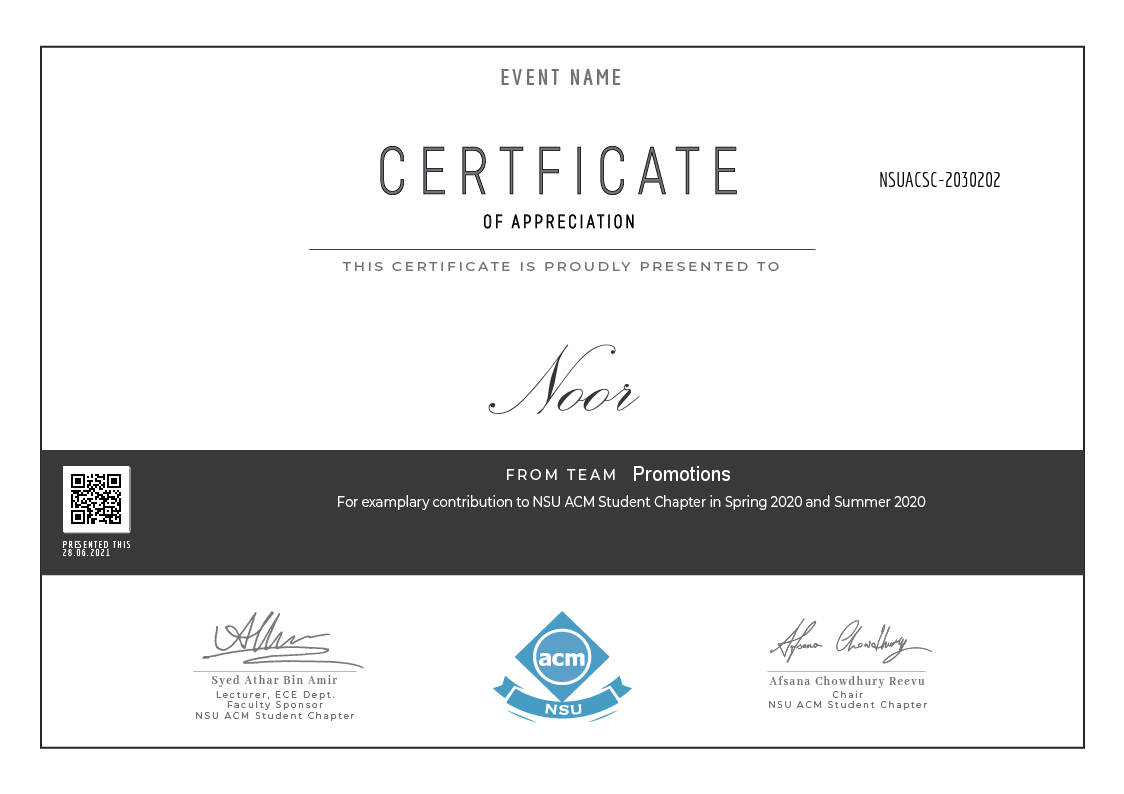 EVENT NAME
CERTFICATE
NSUACSC-2030202
OF APPRECIATION
THIS CERTIFICATE IS PROUDLY PRESENTED TO
Noor
FROM TEAM Promotions
For examplary contribution to NSU ACM Student Chapter in Spring 2020 and Summer 2020
PRESENTED THIS
28.06.2021
Syed Athar Bin Amir
Lecturer, ECE Dept.
Faculty Sponsor
NSU ACM Student Chapter
acm
NSU
Afsana Chowdhury
Afsana Chowdhury Reevu
Chair
NSU ACM Student Chapter